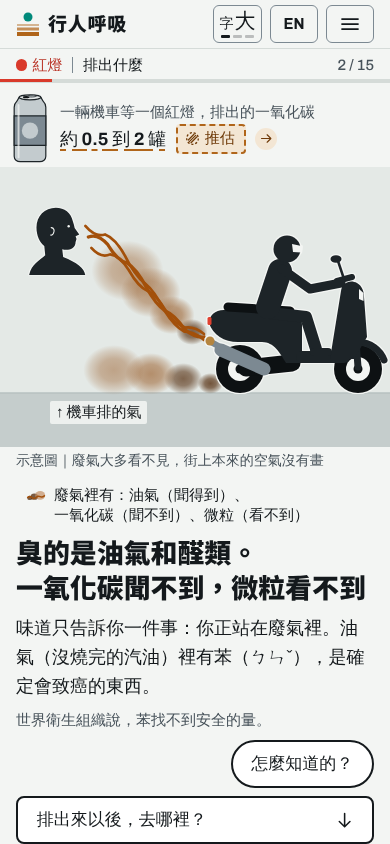 行人呼吸
字大
EN
紅燈｜排出什麼
2 / 15
一輛機車等一個紅燈，排出的一氧化碳
約 0.5 到 2 罐
推估
↑ 機車排的氣
示意圖｜廢氣大多看不見，街上本來的空氣沒有畫
廢氣裡有：油氣（聞得到）、
一氧化碳（聞不到）、微粒（看不到）
臭的是油氣和醛類。
一氧化碳聞不到，微粒看不到
味道只告訴你一件事：你正站在廢氣裡。油
氣（沒燒完的汽油）裡有苯（ㄅㄣˇ），是確
定會致癌的東西。
世界衛生組織說，苯找不到安全的量。
怎麼知道的？
排出來以後，去哪裡？